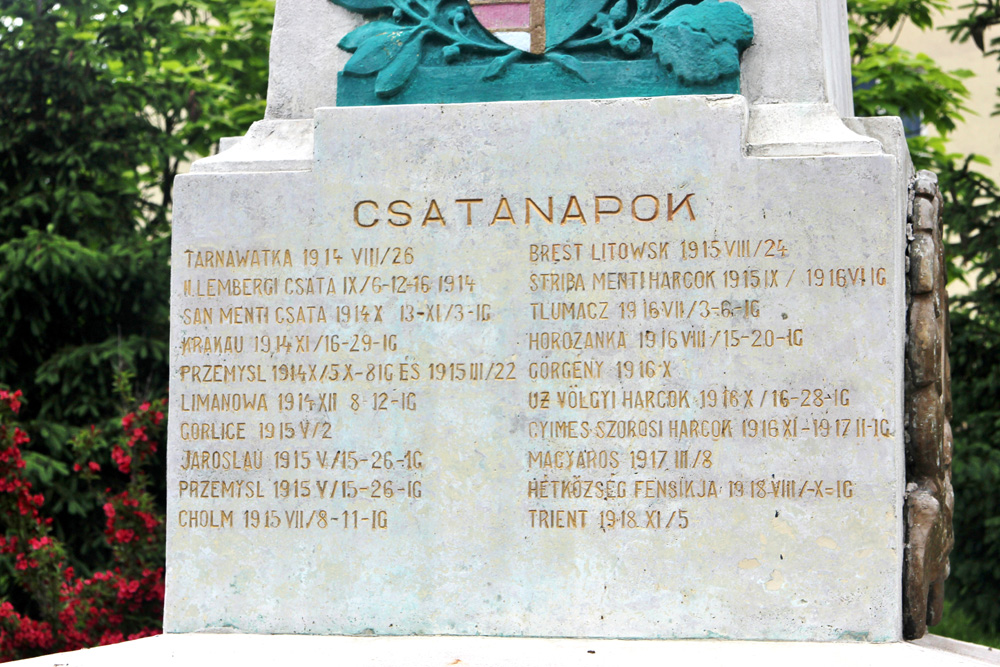 CSATANAPOK
TARNAWATKA 1914 VIII/26
II.LEMBERGI CSATA IX/6-12-16 1914
SAN MENTI CSATA 1914 X 13-XI/3-IG
KRAKAU 1914 XI/16-29-IG
PRZEMYSL 1914 X/5 X-8 IG ÉS 1915 III/22
LIMANOWA 1914 XII 8-12-IG
GORLICE 1915 V/2
JAROSLAU 1915 V/15-26-IG
PRZEMYSL 1915 V/15-26-IG
CHOLM 1915 VII/8-11-IG
BREST LITOWSK 1915 VIII/24
STRIBA MENTI HARCOK 1915 IX/1916 VI IG
TLUMACZ 1916 VII/3-6-IG
HOROZANKA 1916 VIII/15-20-IG
GÖRGÉNY 1916 X
UZ VÖLGYI HARCOK 1916 X/16-28-IG
GYIMES SZOROSI HARCOK 1916 XI-1917 II-IG
MAGYAROS 1917 III/8
HÉTKÖZSÉG FENSIKJA 1918 VIII/-X=IG
TRIENT 1918 XI/5